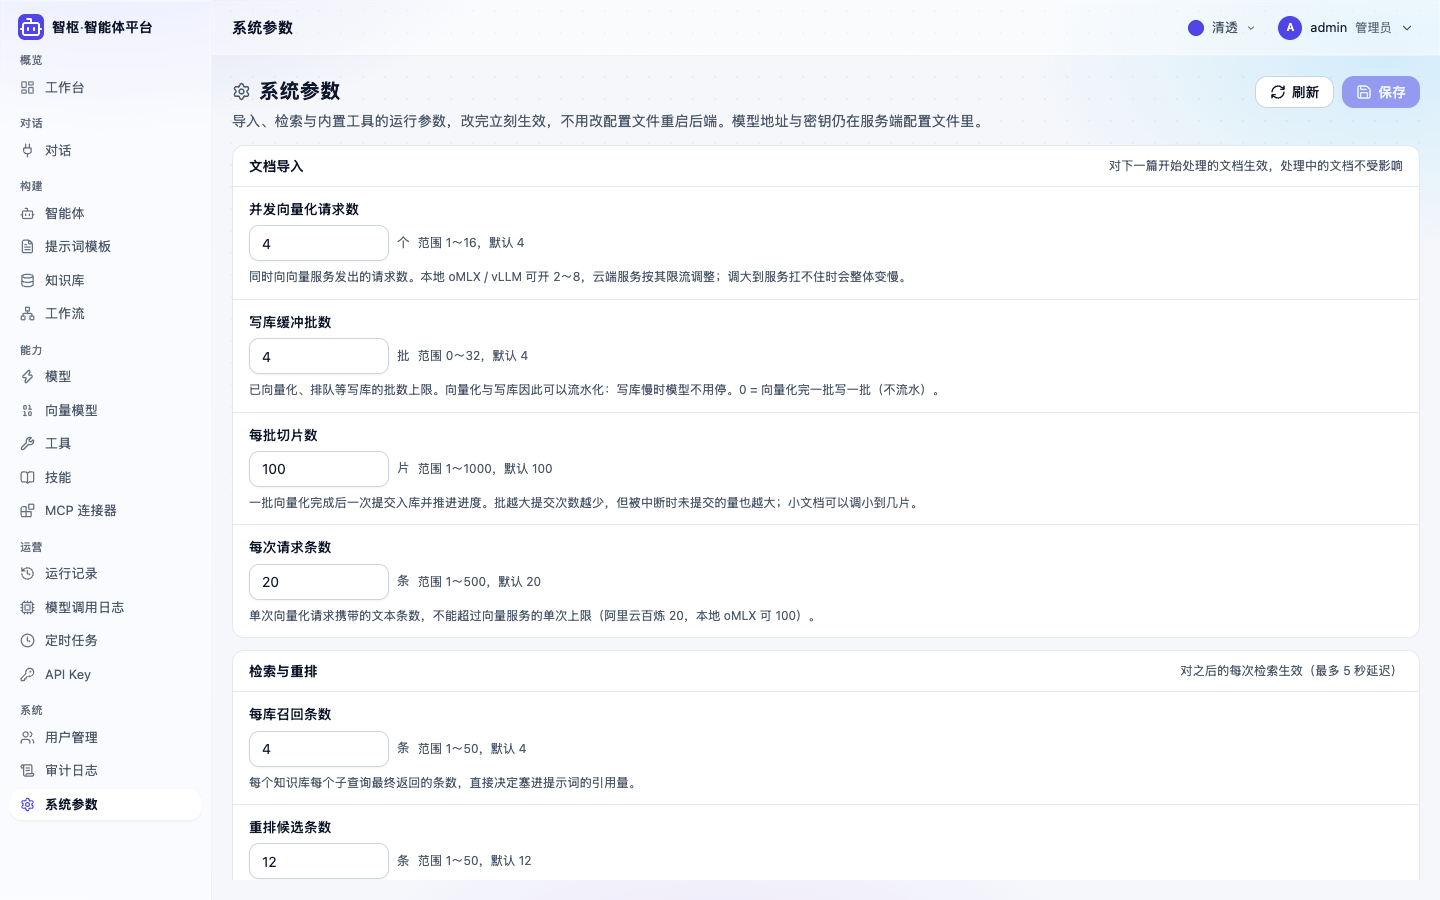 智枢·智能体平台
概览
工作台
对话
对话
构建
智能体
提示词模板
知识库
工作流
能力
模型
向量模型
工具
技能
MCP 连接器
运营
运行记录
模型调用日志
定时任务
API Key
系统
用户管理
审计日志
系统参数
系统参数
清透
A admin 管理员
系统参数
刷新
保存
导入、检索与内置工具的运行参数，改完立刻生效，不用改配置文件重启后端。模型地址与密钥仍在服务端配置文件里。
文档导入
对下一篇开始处理的文档生效，处理中的文档不受影响
并发向量化请求数
4 个 范围 1～16，默认 4
同时向向量服务发出的请求数。本地 oMLX / vLLM 可开 2～8，云端服务按其限流调整；调大到服务扛不住时会整体变慢。
写库缓冲批数
4 批 范围 0～32，默认 4
已向量化、排队等写库的批数上限。向量化与写库因此可以流水化：写库慢时模型不用停。0 = 向量化完一批写一批（不流水）。
每批切片数
100 片 范围 1～1000，默认 100
一批向量化完成后一次提交入库并推进进度。批越大提交次数越少，但被中断时未提交的量也越大；小文档可以调小到几片。
每次请求条数
20 条 范围 1～500，默认 20
单次向量化请求携带的文本条数，不能超过向量服务的单次上限（阿里云百炼 20，本地 oMLX 可 100）。
检索与重排
对之后的每次检索生效（最多 5 秒延迟）
每库召回条数
4 条 范围 1～50，默认 4
每个知识库每个子查询最终返回的条数，直接决定塞进提示词的引用量。
重排候选条数
12 条 范围 1～50，默认 12